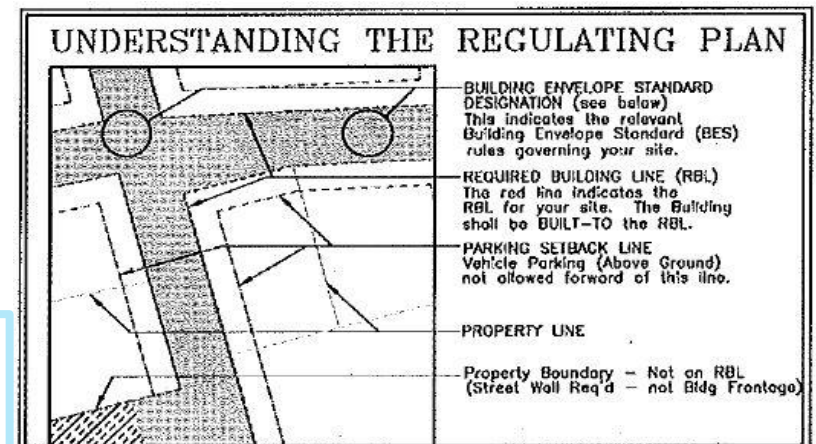 UNDERSTANDING THE REGULATING PLAN
BUILDING ENVELOPE STANDARD
DESIGNATION (see below)
This indicates the relevant
Building Envelope Standard (BES)
rules governing your site.
REQUIRED BUILDING LINE (RBL)
The red line indicates the
RBL for your site. The Building
shall be BUILT-TO the RBL.
PARKING SETBACK LINE
Vehicle Parking (Above Ground)
not allowed forward of this line.
PROPERTY LINE
Property Boundary – Not an RBL
(Street Wall Req'd – not Bldg Frontage)